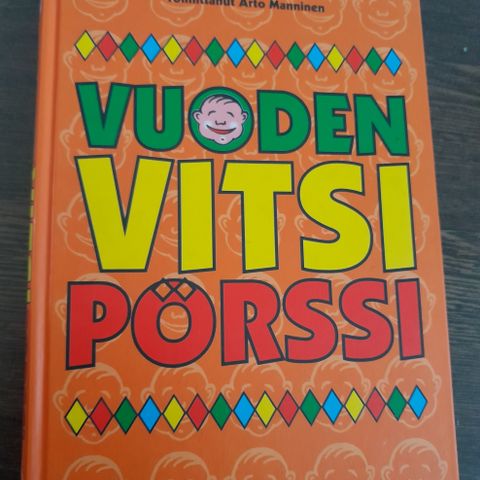 Toimittanut Arto Manninen
VUODEN
VITSI
PÖRSSI